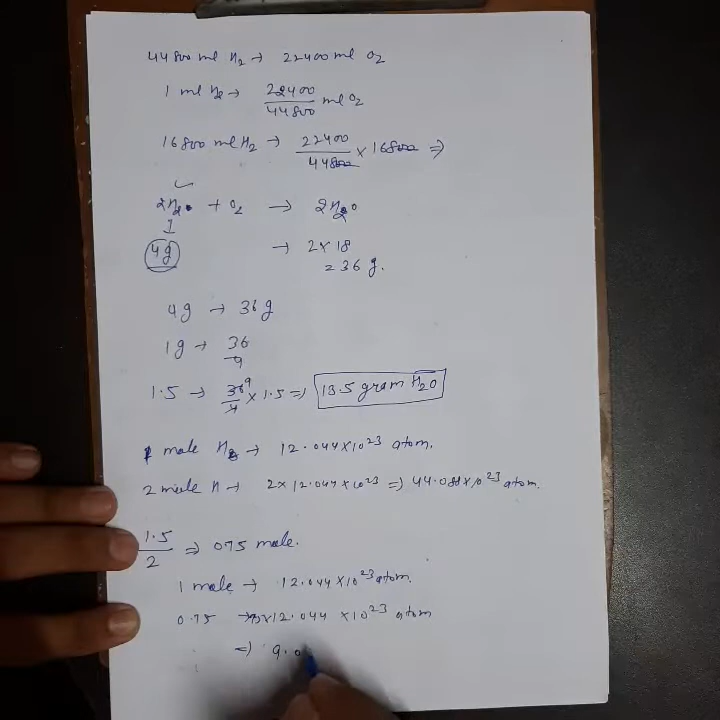 44800 ml H2 → 22400 ml O2
1 ml H2 → 22400/44800 ml O2
16800 ml H2 → 22400/44800 × 16800 ⇒
2H2 + O2 → 2H2O
4g → 2×18
= 36 g.
4g → 36g
1g → 36/4
1.5 → 36/4 9 × 1.5 ⇒ 13.5 gram H2O
1 mole H2 → 12.044×10^23 atom.
2 mole H → 2×12.044×10^23 ⇒ 44.088×10^23 atom.
1.5/2 ⇒ 0.75 mole.
1 mole → 12.044×10^23 atom.
0.75 → ×12.044 ×10^23 atom
⇒ 9.0